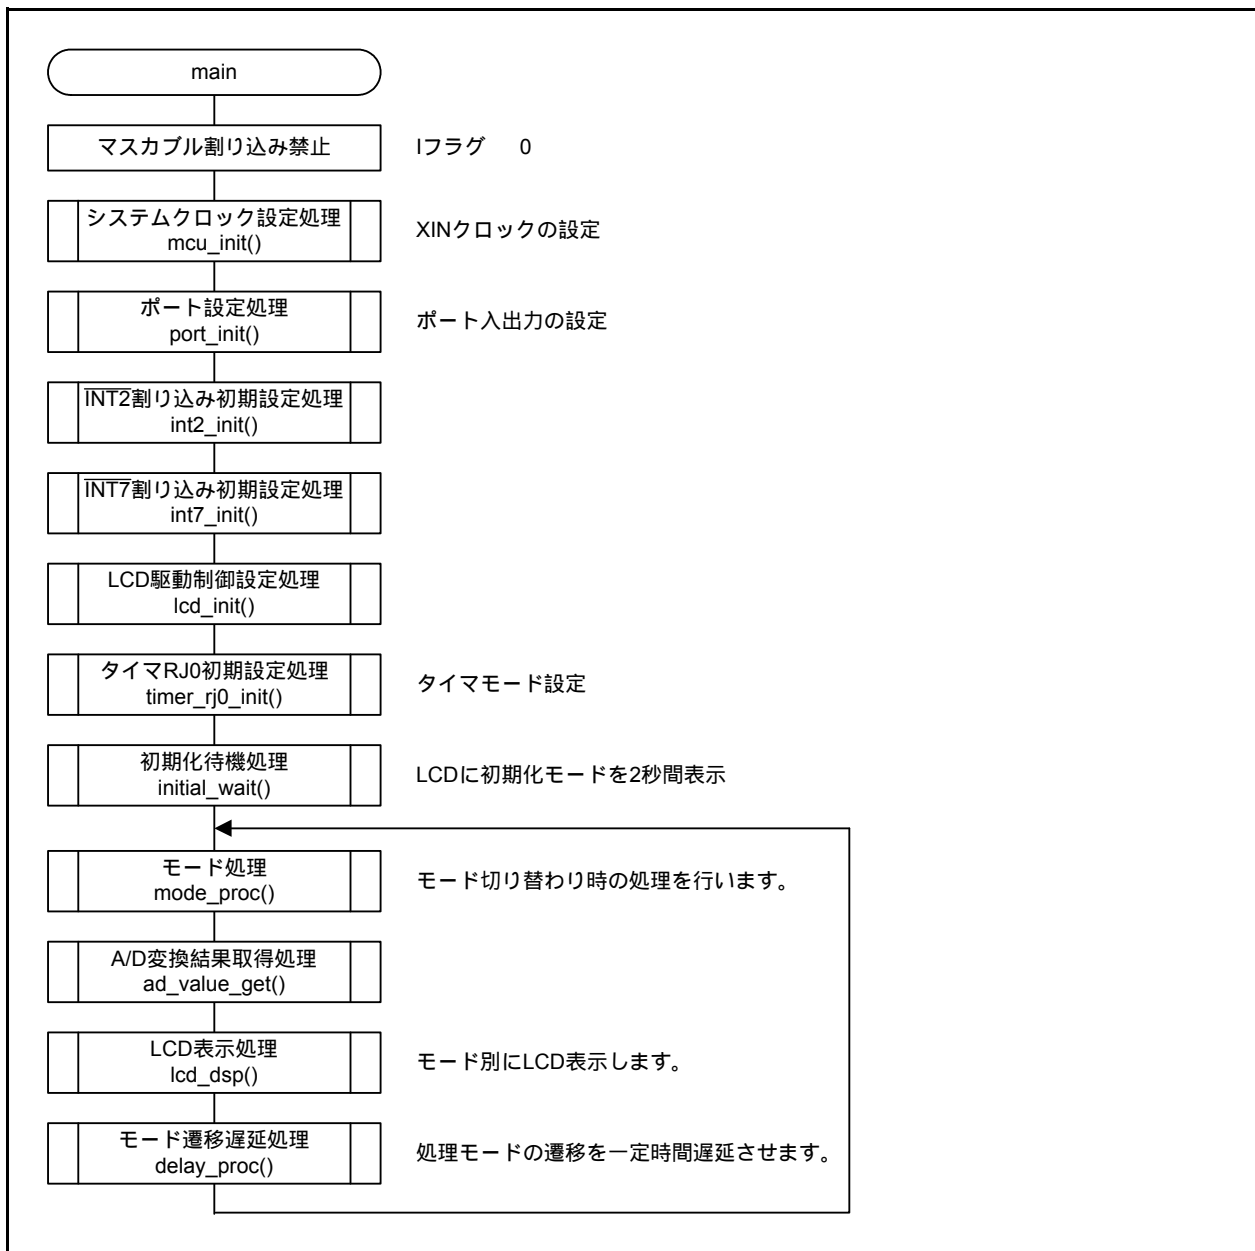 main
マスカブル割り込み禁止
Iフラグ 0
システムクロック設定処理
mcu_init()
XINクロックの設定
ポート設定処理
port_init()
ポート入出力の設定
INT2割り込み初期設定処理
int2_init()
INT7割り込み初期設定処理
int7_init()
LCD駆動制御設定処理
lcd_init()
タイマRJ0初期設定処理
timer_rj0_init()
タイマモード設定
初期化待機処理
initial_wait()
LCDに初期化モードを2秒間表示
モード処理
mode_proc()
モード切り替わり時の処理を行います。
A/D変換結果取得処理
ad_value_get()
LCD表示処理
lcd_dsp()
モード別にLCD表示します。
モード遷移遅延処理
delay_proc()
処理モードの遷移を一定時間遅延させます。